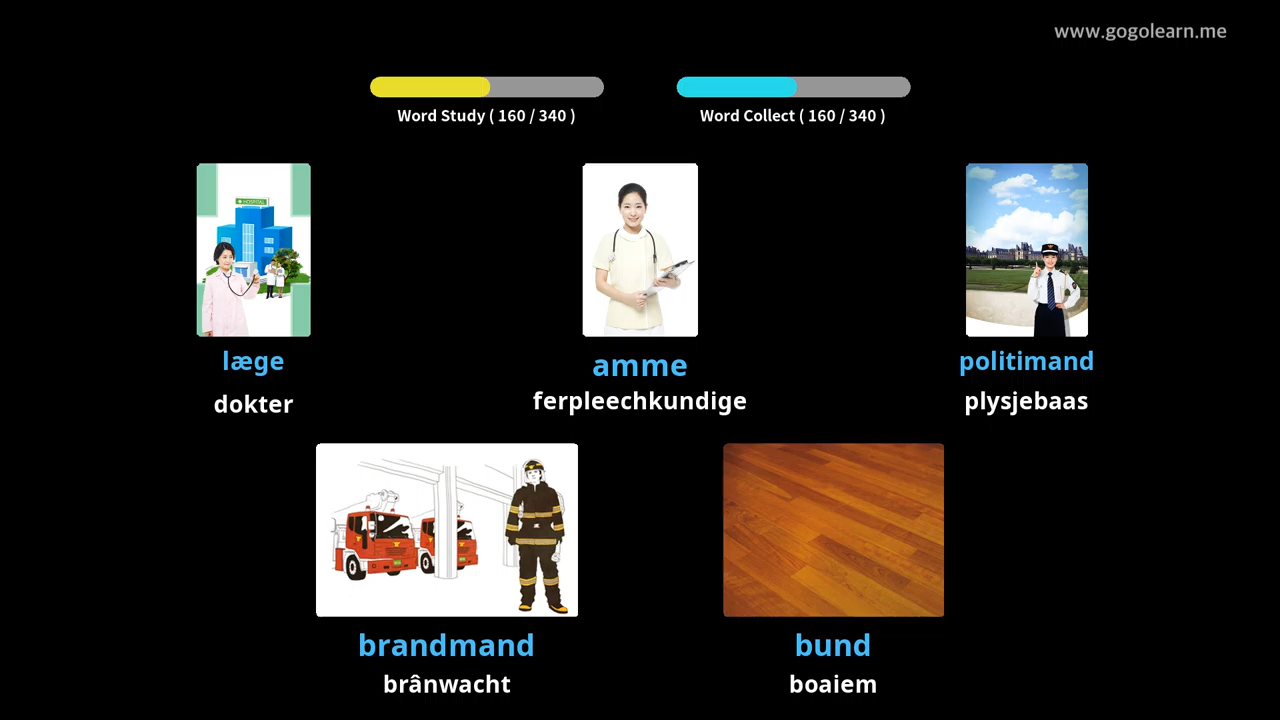 www.gogolearn.me
Word Study ( 160 / 340 )
Word Collect ( 160 / 340 )
HOSPITAL
læge
amme
politimand
dokter
ferpleechkundige
plysjebaas
brandmand
bund
brânwacht
boaiem